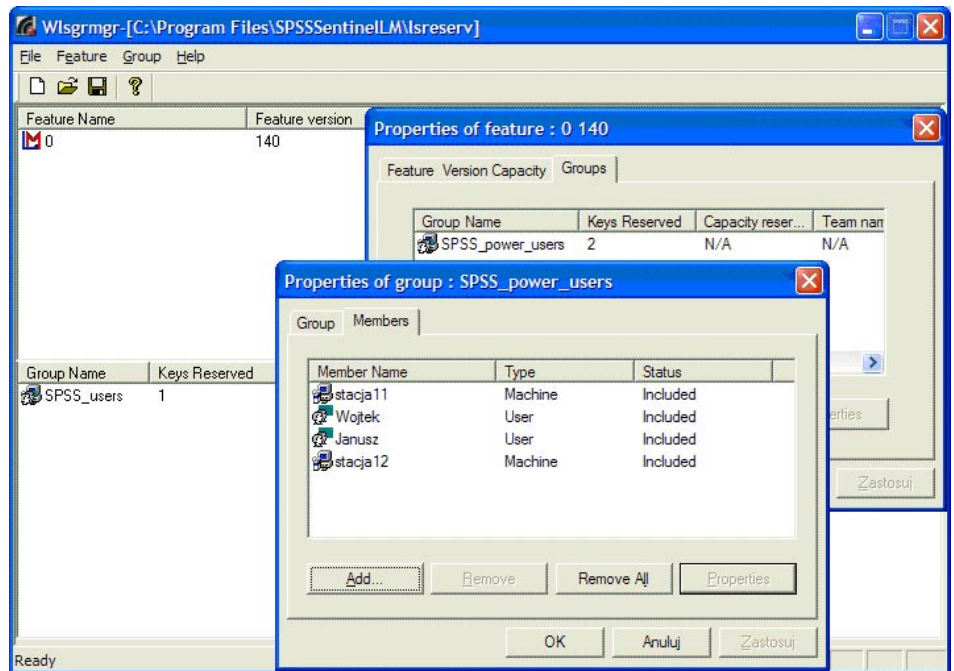 Wlsgrmgr-[C:\Program Files\SPSSSentinelLM\lsreserv]
File Feature Group Help
Feature Name Feature version
0 140
Properties of feature : 0 140
Feature Version Capacity Groups
Group Name Keys Reserved Capacity reser... Team nam
SPSS_power_users 2 N/A N/A
erties
Zastosuj
Group Name Keys Reserved
SPSS_users 1
Properties of group : SPSS_power_users
Group Members
Member Name Type Status
stacja11 Machine Included
Wojtek User Included
Janusz User Included
stacja12 Machine Included
Add... Remove Remove All Properties
OK Anuluj Zastosuj
Ready